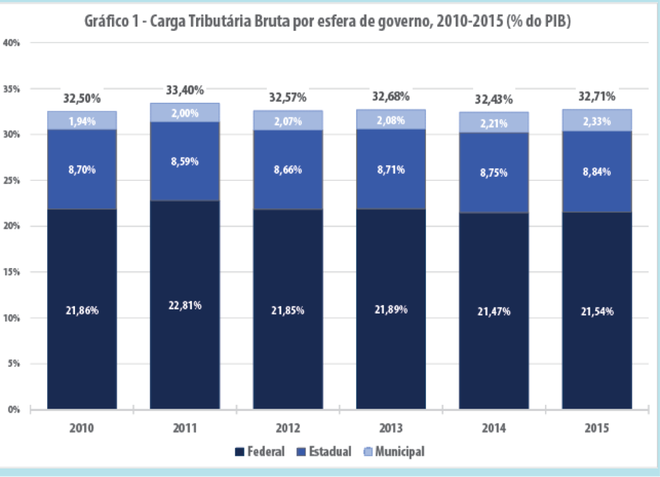 Gráfico 1 - Carga Tributária Bruta por esfera de governo, 2010-2015 (% do PIB)
40%
35%
30%
25%
20%
15%
10%
5%
0%
32,50% 33,40% 32,57% 32,68% 32,43% 32,71%
1,94% 2,00% 2,07% 2,08% 2,21% 2,33%
8,70% 8,59% 8,66% 8,71% 8,75% 8,84%
21,86% 22,81% 21,85% 21,89% 21,47% 21,54%
2010 2011 2012 2013 2014 2015
Federal Estadual Municipal